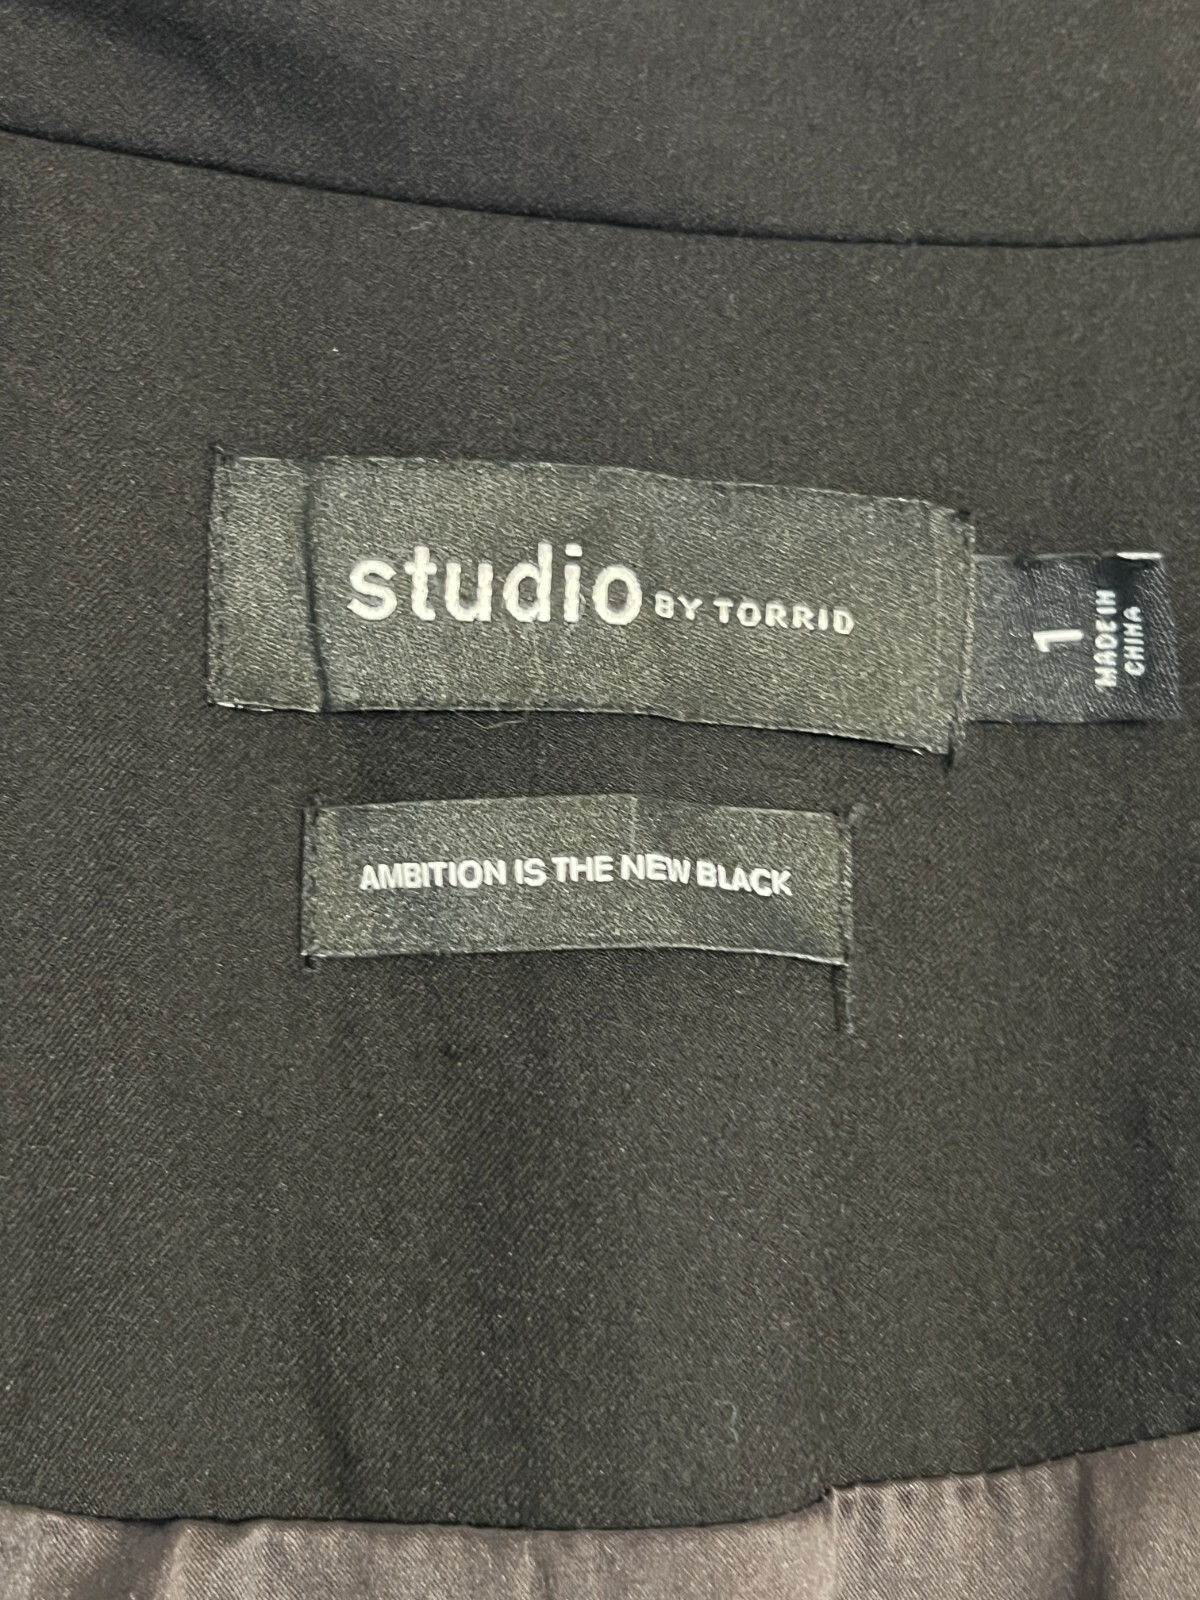 studio BY TORRID
1
MADE IN
CHINA
AMBITION IS THE NEW BLACK